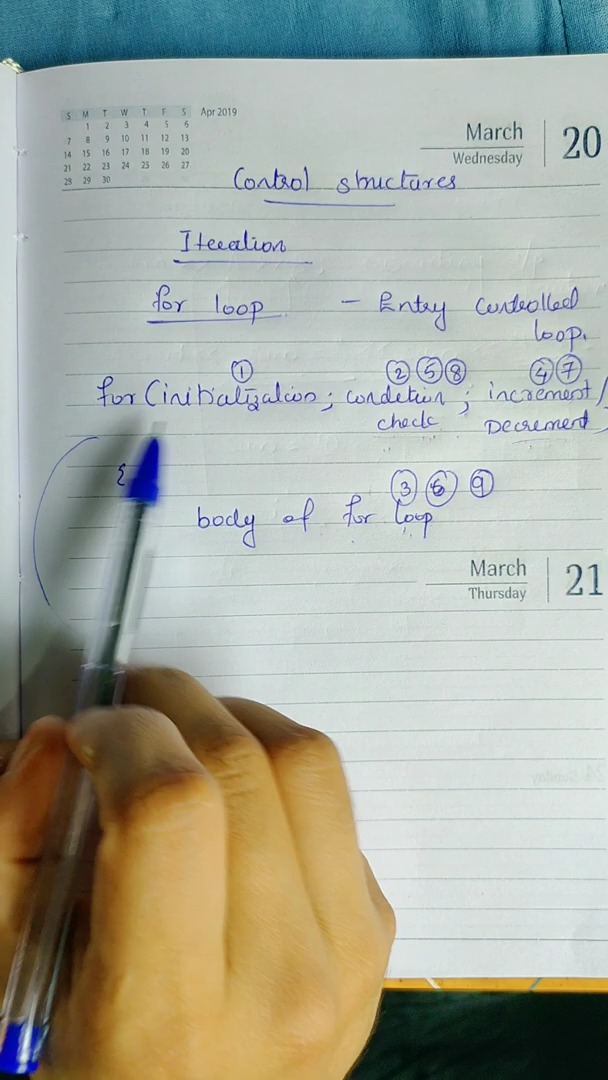 S M T W T F S Apr 2019
1 2 3 4 5 6
7 8 9 10 11 12 13
14 15 16 17 18 19 20
21 22 23 24 25 26 27
28 29 30
March
Wednesday
20
Control structures
Iteration
for loop - Entry controlled
loop.
1 2 5 8 4 7
for (initialization; condition; increment/
check Decrement)
{
3 6 9
body of for loop
March
Thursday
21